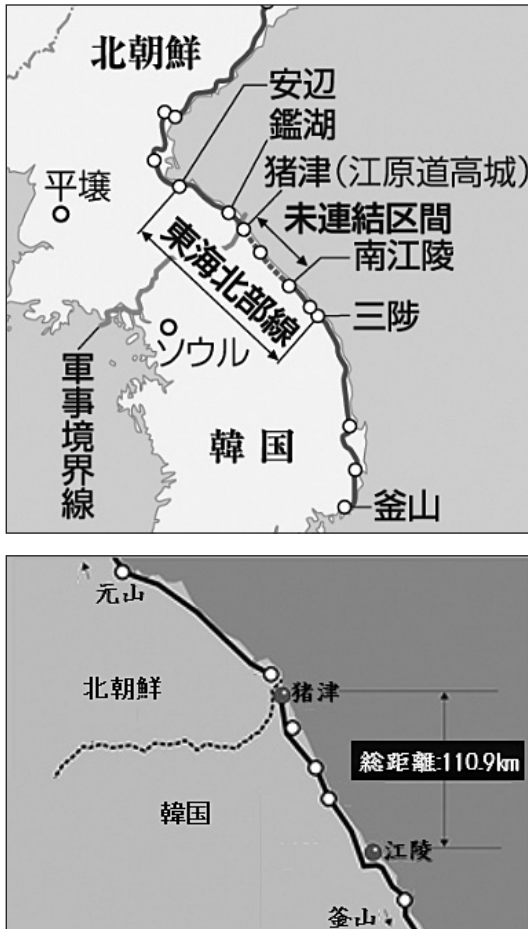 北朝鮮
安辺
鑑湖
猪津(江原道高城)
平壌
未連結区間
南江陵
東海北部線
三陟
ソウル
軍事境界線
韓国
釜山
元山
北朝鮮
猪津
総距離:110.9km
韓国
江陵
釜山